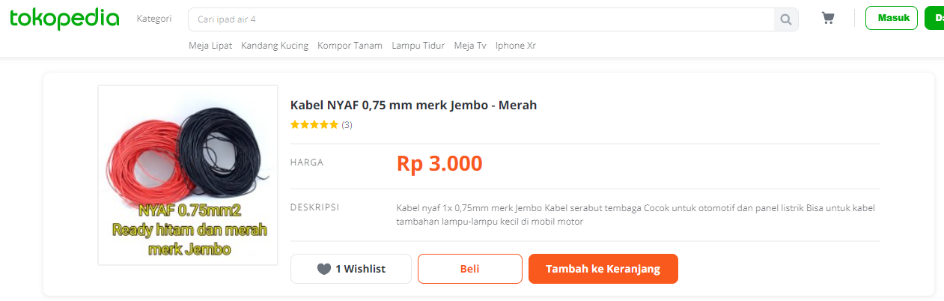 tokopedia Kategori Cari ipad air 4 Masuk Da
Meja Lipat Kandang Kucing Kompor Tanam Lampu Tidur Meja Tv Iphone Xr
NYAF 0.75mm2
Ready hitam dan merah
merk Jembo
Kabel NYAF 0,75 mm merk Jembo - Merah
(3)
HARGA Rp 3.000
DESKRIPSI Kabel nyaf 1x 0,75mm merk Jembo Kabel serabut tembaga Cocok untuk otomotif dan panel listrik Bisa untuk kabel
tambahan lampu-lampu kecil di mobil motor
1 Wishlist Beli Tambah ke Keranjang